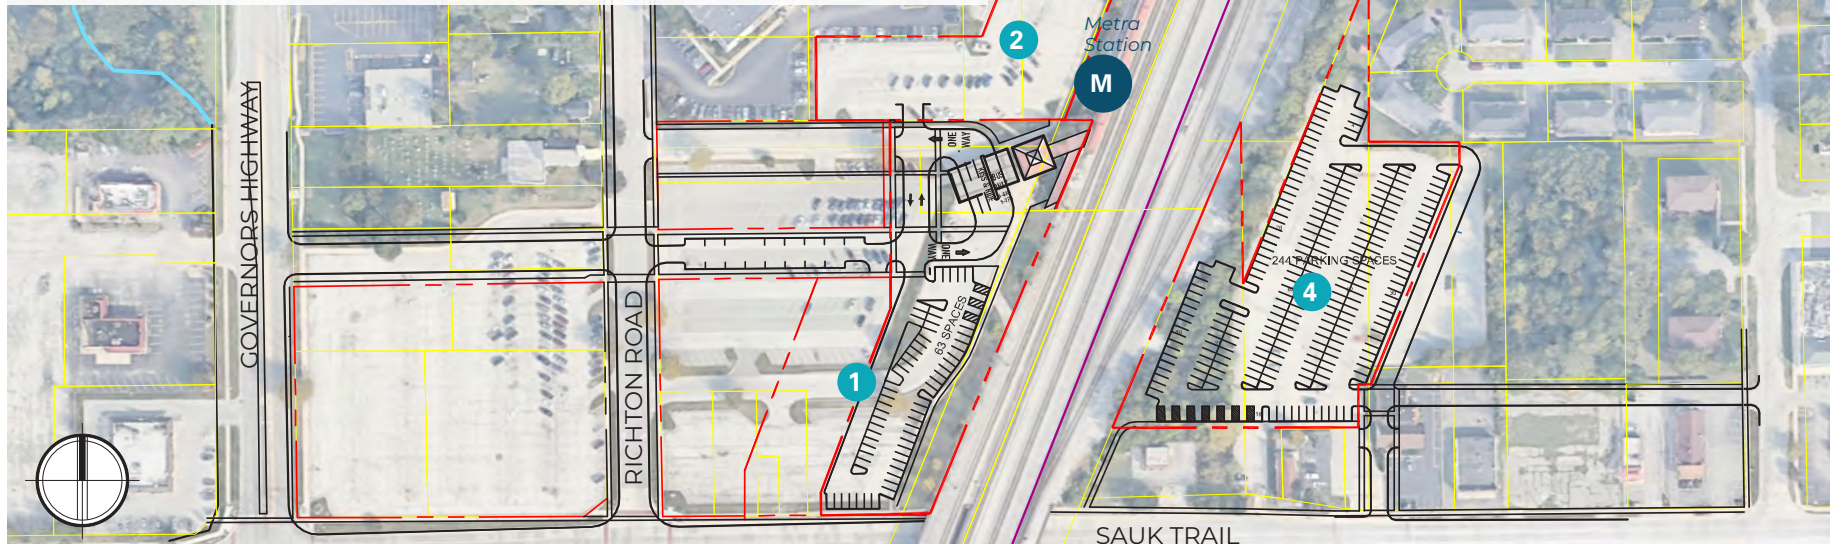 Metra
Station
2
M
ONE
WAY
GOVERNORS HIGHWAY
244 PARKING SPACES
4
ONE
WAY
RICHTON ROAD
63 SPACES
1
SAUK TRAIL